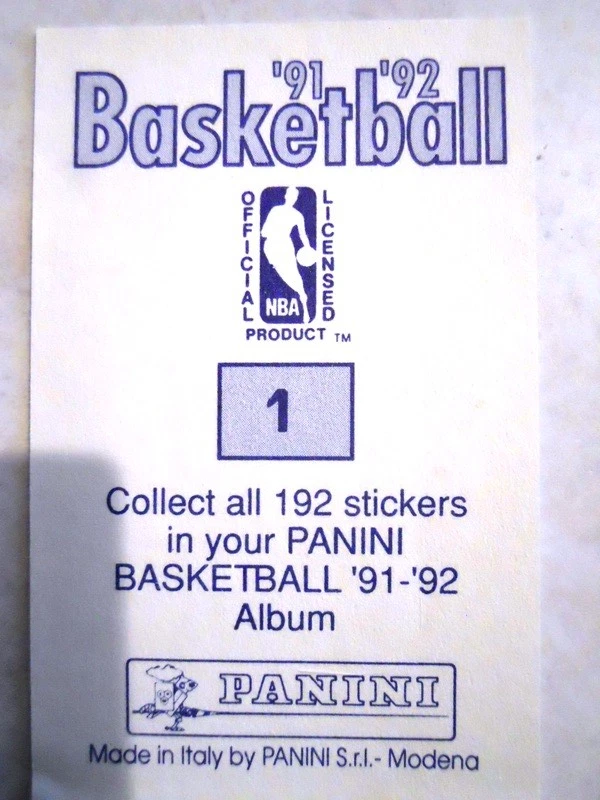 '91 '92
Basketball
OFFICIAL
LICENSED
NBA
PRODUCT TM
1
Collect all 192 stickers
in your PANINI
BASKETBALL '91-'92
Album
PANINI
Made in Italy by PANINI S.r.l.- Modena